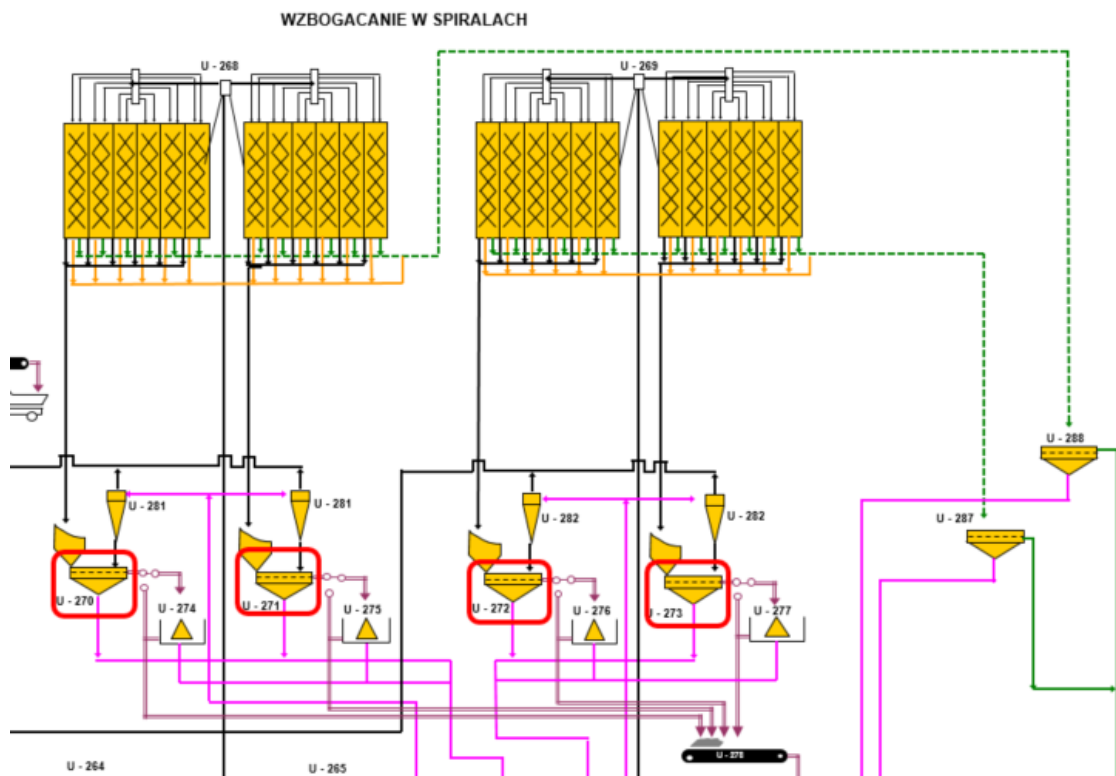 WZBOGACANIE W SPIRALACH
U - 268
U - 269
U - 288
U - 287
U - 281
U - 281
U - 282
U - 282
U - 270
U - 274
U - 271
U - 275
U - 272
U - 276
U - 273
U - 277
U - 278
U - 264
U - 265